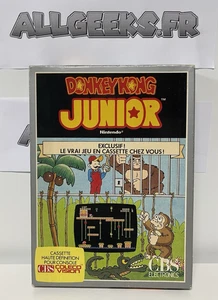 ALLGEEKS.FR
DONKEY KONG
JUNIOR
Nintendo®
EXCLUSIF!
LE VRAI JEU EN CASSETTE CHEZ VOUS!
CASSETTE
HAUTE DÉFINITION
POUR CONSOLE
CBS COLECO VISION
CBS
ELECTRONICS